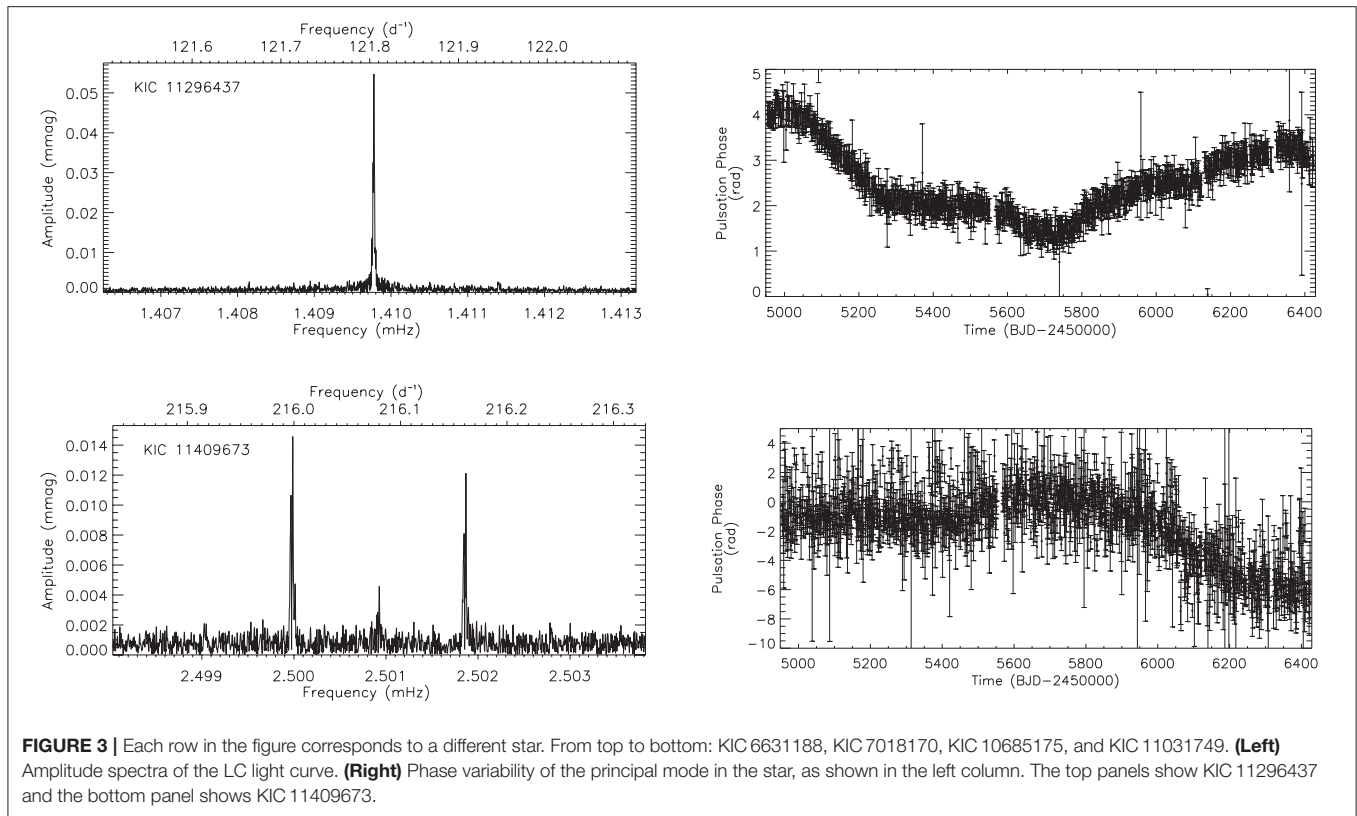 Frequency (d⁻¹)
121.6 121.7 121.8 121.9 122.0
KIC 11296437
Amplitude (mmag)
0.05
0.04
0.03
0.02
0.01
0.00
1.407 1.408 1.409 1.410 1.411 1.412 1.413
Frequency (mHz)
Pulsation Phase
(rad)
5
4
3
2
1
0
5000 5200 5400 5600 5800 6000 6200 6400
Time (BJD-2450000)
Frequency (d⁻¹)
215.9 216.0 216.1 216.2 216.3
KIC 11409673
Amplitude (mmag)
0.014
0.012
0.010
0.008
0.006
0.004
0.002
0.000
2.499 2.500 2.501 2.502 2.503
Frequency (mHz)
Pulsation Phase
(rad)
4
2
0
-2
-4
-6
-8
-10
5000 5200 5400 5600 5800 6000 6200 6400
Time (BJD-2450000)
FIGURE 3 | Each row in the figure corresponds to a different star. From top to bottom: KIC 6631188, KIC 7018170, KIC 10685175, and KIC 11031749. (Left)
Amplitude spectra of the LC light curve. (Right) Phase variability of the principal mode in the star, as shown in the left column. The top panels show KIC 11296437
and the bottom panel shows KIC 11409673.